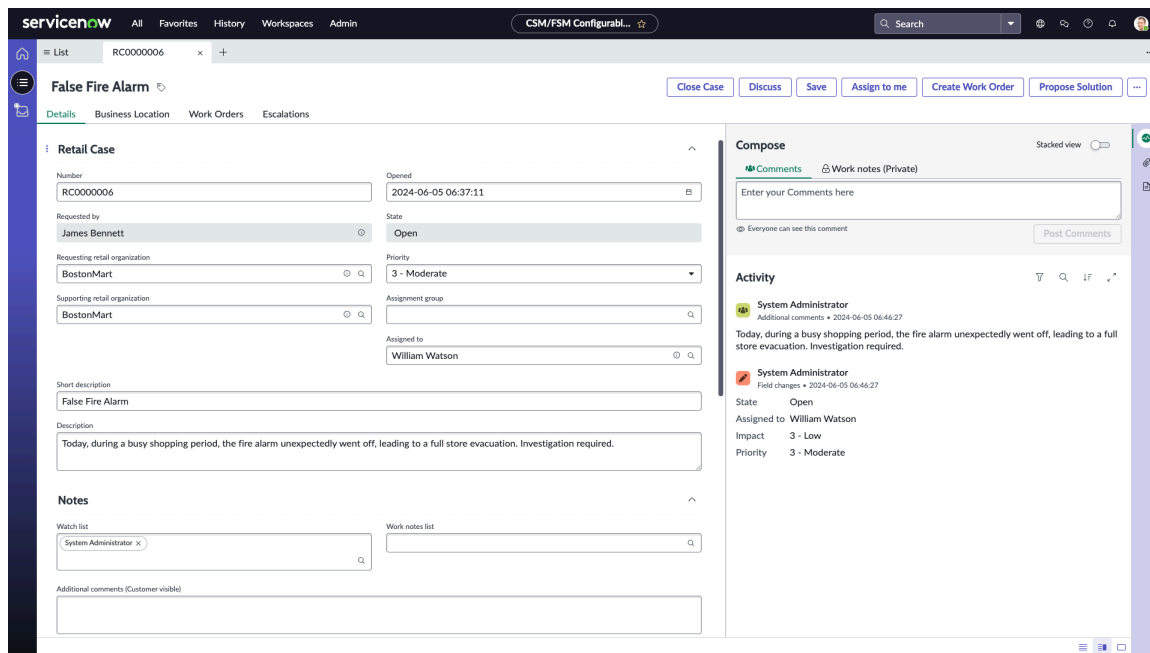 servicenow All Favorites History Workspaces Admin CSM/FSM Configurabl... Search
List RC0000006 × +
False Fire Alarm Close Case Discuss Save Assign to me Create Work Order Propose Solution ...
Details Business Location Work Orders Escalations
Retail Case
Number
RC0000006
Opened
2024-06-05 06:37:11
Requested by
James Bennett
State
Open
Requesting retail organization
BostonMart
Priority
3 - Moderate
Supporting retail organization
BostonMart
Assignment group
Assigned to
William Watson
Short description
False Fire Alarm
Description
Today, during a busy shopping period, the fire alarm unexpectedly went off, leading to a full store evacuation. Investigation required.
Notes
Watch list
System Administrator ×
Work notes list
Additional comments (Customer visible)
Compose
Stacked view
Comments Work notes (Private)
Enter your Comments here
Everyone can see this comment
Post Comments
Activity
System Administrator
Additional comments • 2024-06-05 06:46:27
Today, during a busy shopping period, the fire alarm unexpectedly went off, leading to a full
store evacuation. Investigation required.
System Administrator
Field changes • 2024-06-05 06:46:27
State Open
Assigned to William Watson
Impact 3 - Low
Priority 3 - Moderate